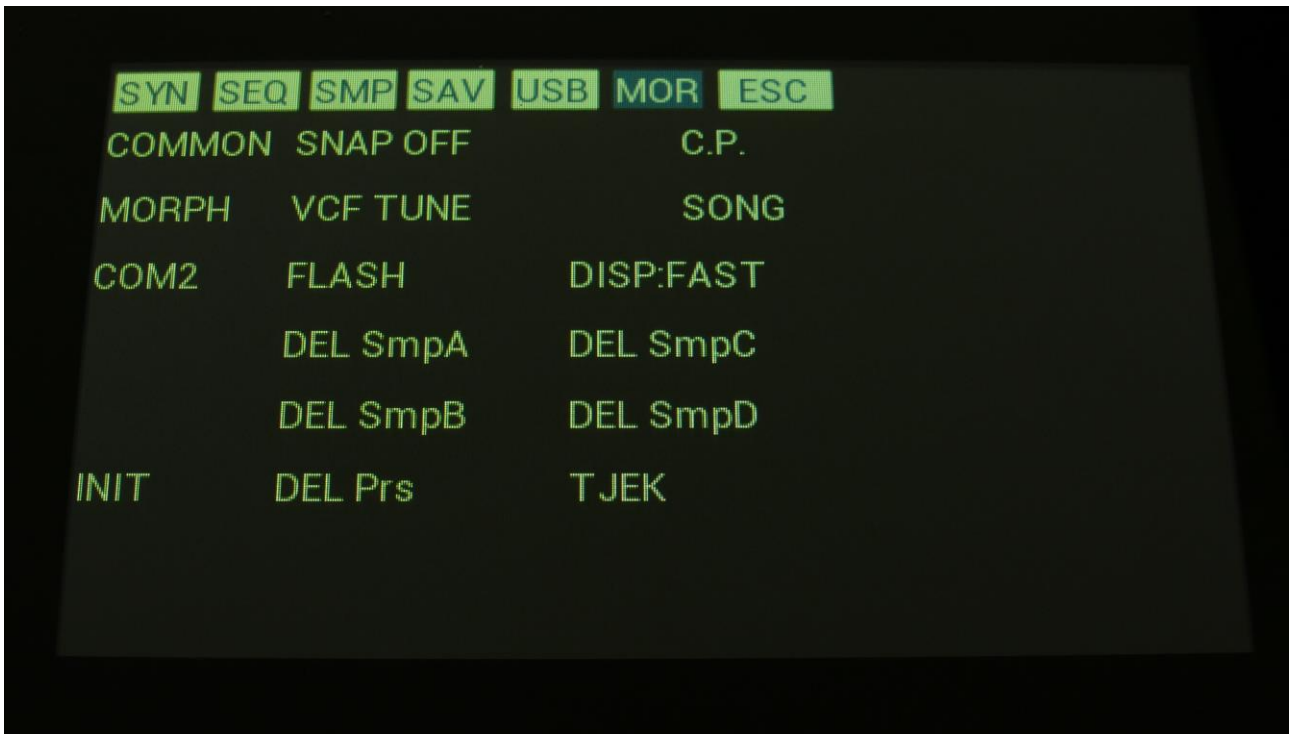 SYN SEQ SMP SAV USB MOR ESC
COMMON SNAP OFF C.P.
MORPH VCF TUNE SONG
COM2 FLASH DISP:FAST
DEL SmpA DEL SmpC
DEL SmpB DEL SmpD
INIT DEL Prs TJEK